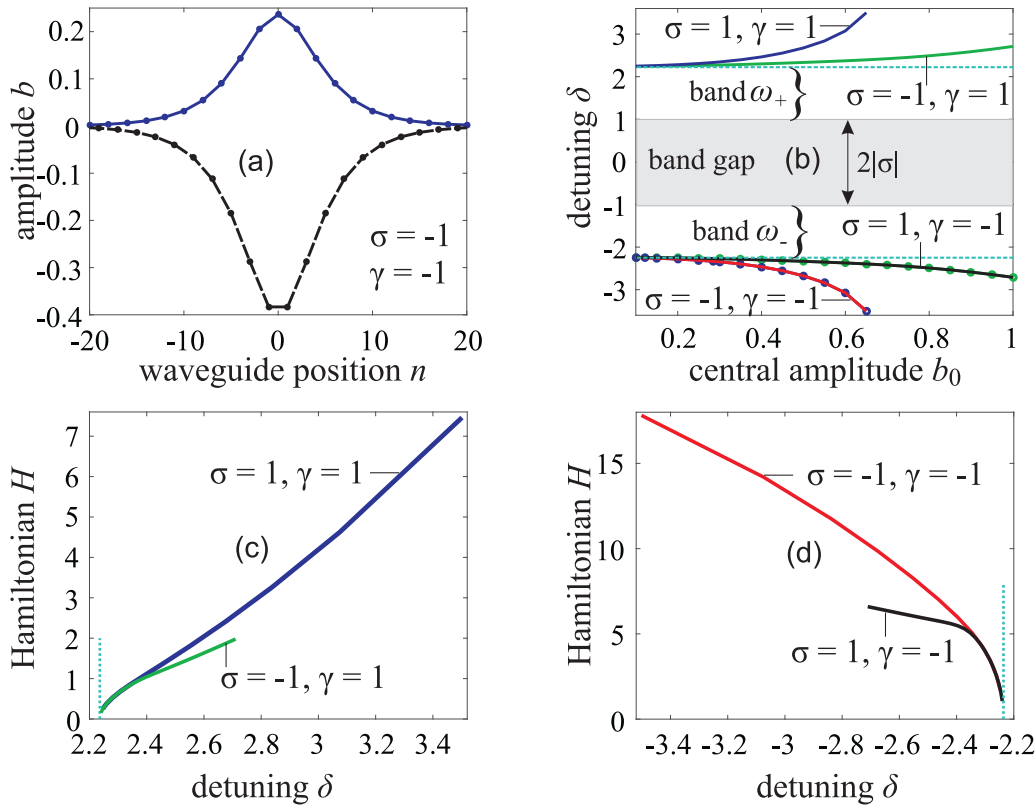 0.2
0.1
0
-0.1
-0.2
-0.3
-0.4
amplitude b
(a)
σ = -1
γ = -1
-20
-10
0
10
20
waveguide position n
3
2
1
0
-1
-2
-3
detuning δ
σ = 1, γ = 1
band ω+
σ = -1, γ = 1
band gap
(b)
2|σ|
band ω-
σ = 1, γ = -1
σ = -1, γ = -1
0.2
0.4
0.6
0.8
1
central amplitude b0
7
6
5
4
3
2
1
0
Hamiltonian H
σ = 1, γ = 1
(c)
σ = -1, γ = 1
2.2
2.4
2.6
2.8
3
3.2
3.4
detuning δ
15
10
5
0
Hamiltonian H
σ = -1, γ = -1
(d)
σ = 1, γ = -1
-3.4
-3.2
-3
-2.8
-2.6
-2.4
-2.2
detuning δ